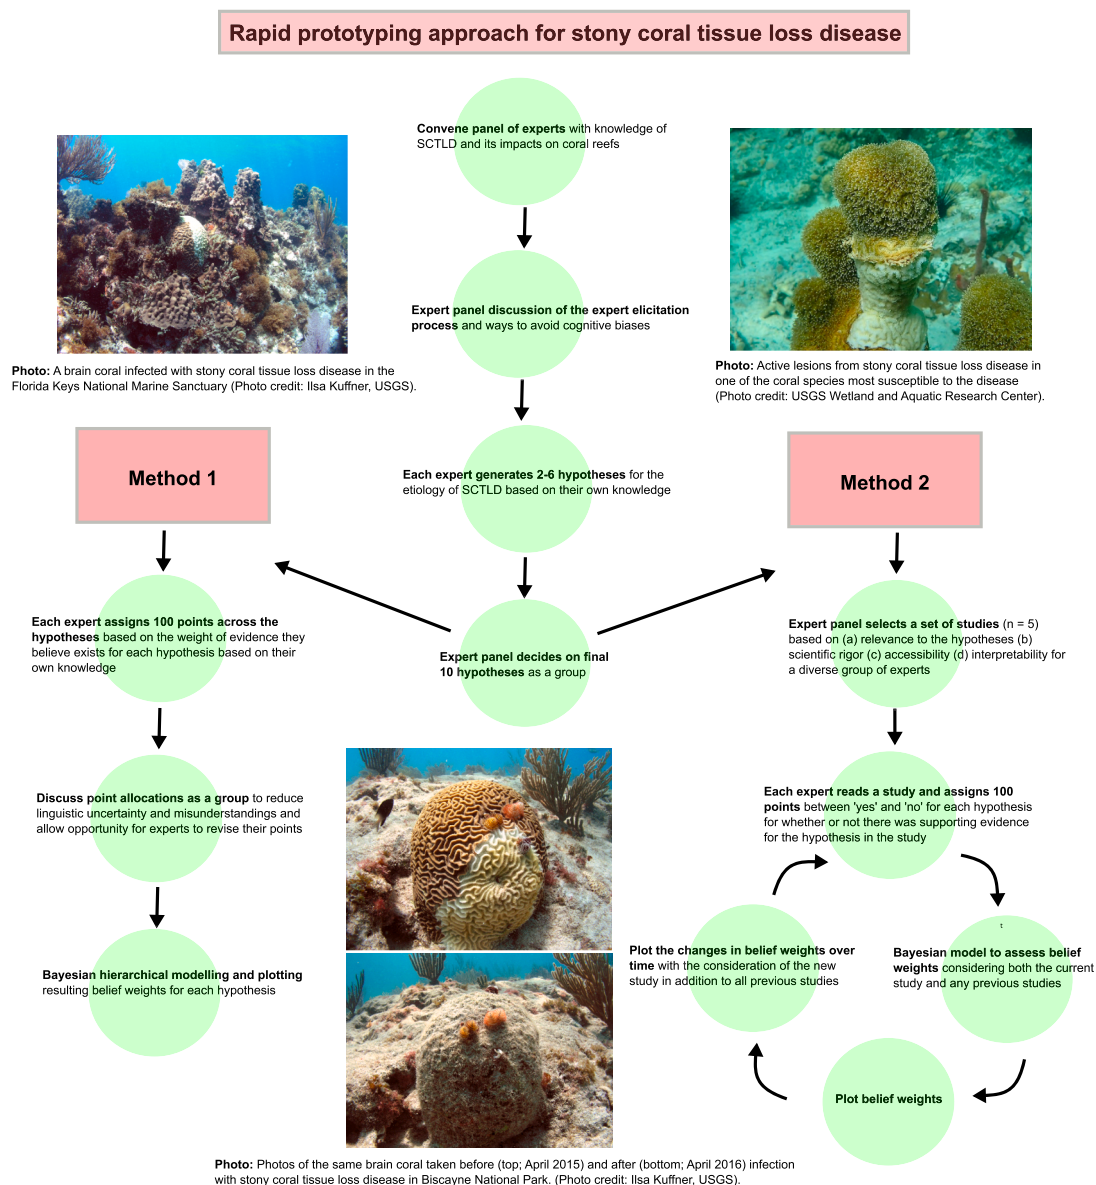 Rapid prototyping approach for stony coral tissue loss disease
Convene panel of experts with knowledge of
SCTLD and its impacts on coral reefs
Expert panel discussion of the expert elicitation
process and ways to avoid cognitive biases
Photo: A brain coral infected with stony coral tissue loss disease in the
Florida Keys National Marine Sanctuary (Photo credit: Ilsa Kuffner, USGS).
Photo: Active lesions from stony coral tissue loss disease in
one of the coral species most susceptible to the disease
(Photo credit: USGS Wetland and Aquatic Research Center).
Each expert generates 2-6 hypotheses for the
etiology of SCTLD based on their own knowledge
Expert panel decides on final
10 hypotheses as a group
Method 1
Each expert assigns 100 points across the
hypotheses based on the weight of evidence they
believe exists for each hypothesis based on their
own knowledge
Discuss point allocations as a group to reduce
linguistic uncertainty and misunderstandings and
allow opportunity for experts to revise their points
Bayesian hierarchical modelling and plotting
resulting belief weights for each hypothesis
Method 2
Expert panel selects a set of studies (n = 5)
based on (a) relevance to the hypotheses (b)
scientific rigor (c) accessibility (d) interpretability for
a diverse group of experts
Each expert reads a study and assigns 100
points between 'yes' and 'no' for each hypothesis
for whether or not there was supporting evidence
for the hypothesis in the study
t
Bayesian model to assess belief
weights considering both the current
study and any previous studies
Plot belief weights
Plot the changes in belief weights over
time with the consideration of the new
study in addition to all previous studies
Photo: Photos of the same brain coral taken before (top; April 2015) and after (bottom; April 2016) infection
with stony coral tissue loss disease in Biscayne National Park. (Photo credit: Ilsa Kuffner, USGS).